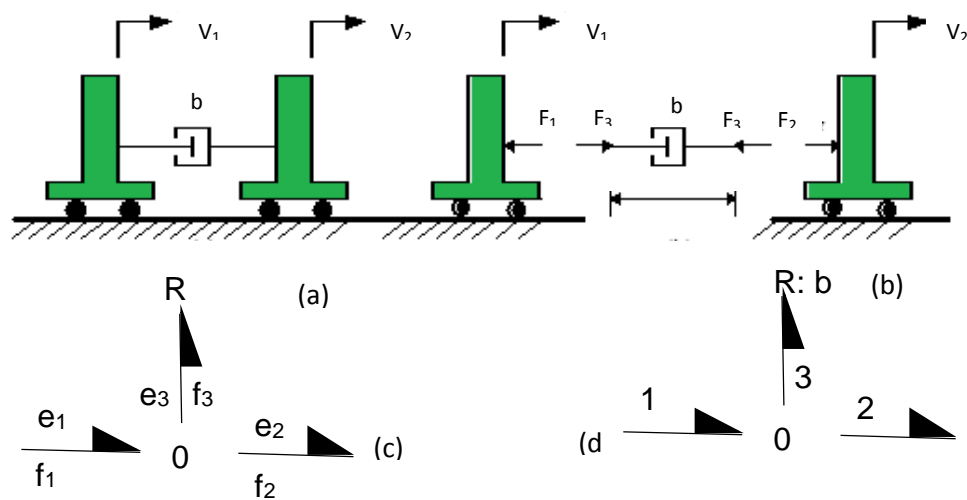 V₁ V₂ V₁ V₂
b F₁ F₃ b F₃ F₂
R (a) R: b (b)
e₃ f₃ 3
e₁ e₂ 1 2
0 (c) (d 0
f₁ f₂